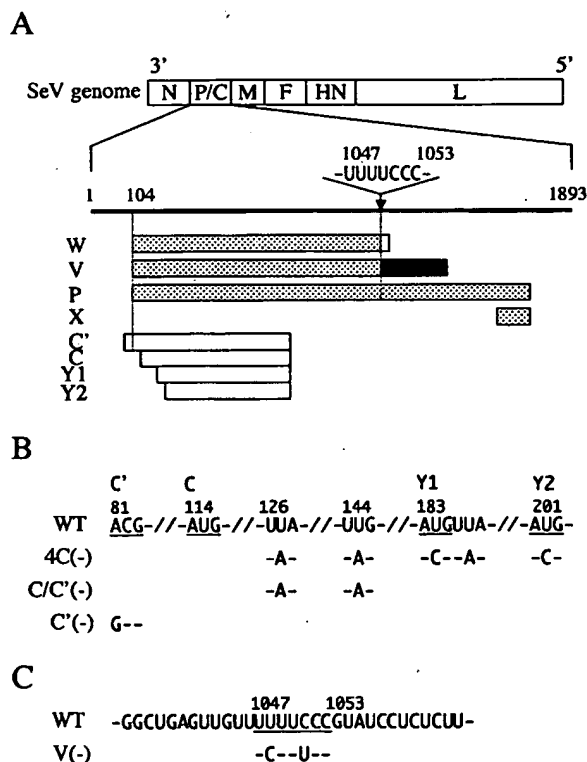 A
3' 5'
SeV genome N P/C M F HN L
1047 1053
-UUUUCCC-
1 104 1893
W
V
P
X
C'
C
Y1
Y2
B
C' C Y1 Y2
81 114 126 144 183 201
WT ACG-//-AUG-//-UUA-//-UUG-//-AUGUUA-//-AUG-
4C(-) -A- -A- -C--A- -C-
C/C'(-) -A- -A-
C'(-) G--
C
1047 1053
WT -GGCUGAGUUGUUUUUUCCCGUAUCCUCUCUU-
V(-) -C--U--